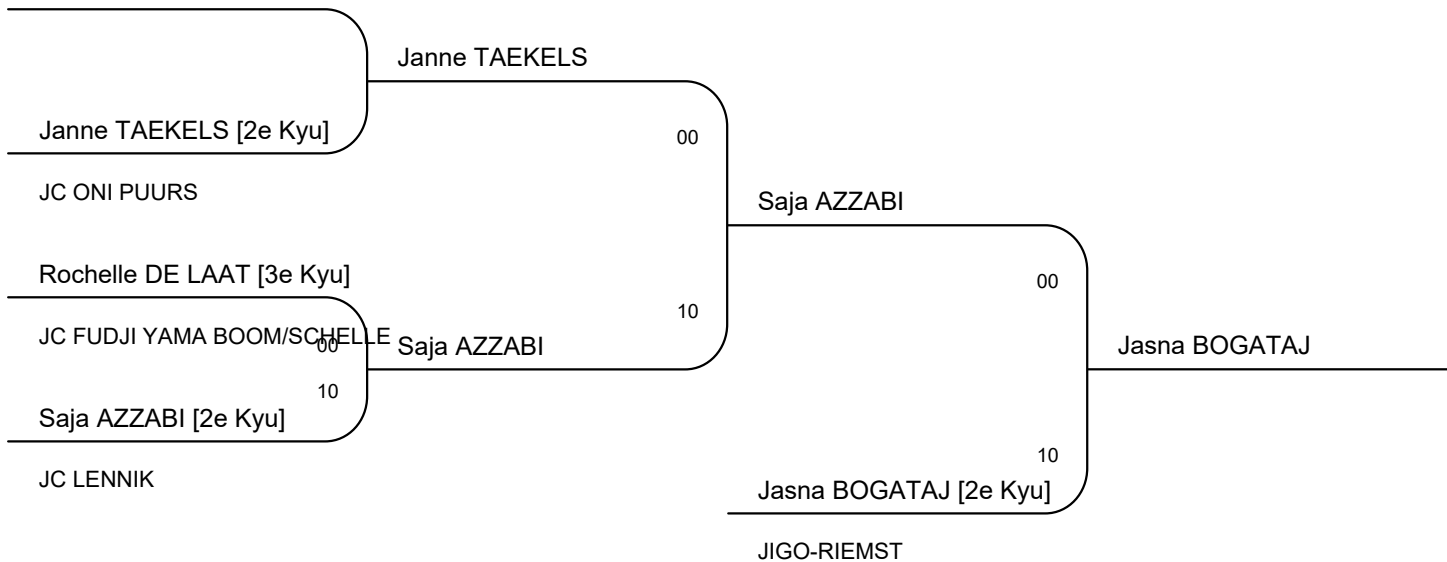 Janne TAEKELS
Janne TAEKELS [2e Kyu]
00
JC ONI PUURS
Saja AZZABI
Rochelle DE LAAT [3e Kyu]
00
10
JC FUDJI YAMA BOOM/SCHELLE
00
Saja AZZABI
Jasna BOGATAJ
10
Saja AZZABI [2e Kyu]
10
JC LENNIK
Jasna BOGATAJ [2e Kyu]
JIGO-RIEMST